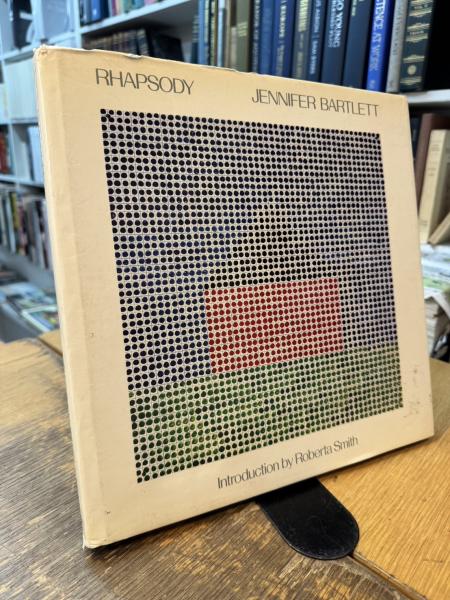 RHAPSODY
JENNIFER BARTLETT
Introduction by Roberta Smith